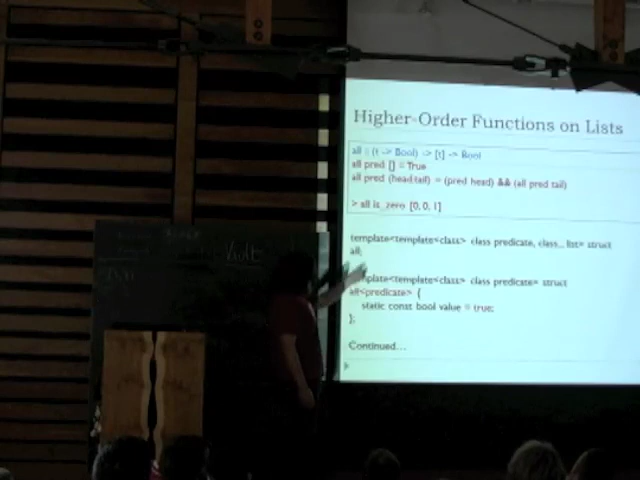 Higher-Order Functions on Lists
all :: (t -> Bool) -> [t] -> Bool
all pred [] = True
all pred (head:tail) = (pred head) && (all pred tail)
> all is_zero [0, 0, 1]
template<template<class> class predicate, class... list> struct
all;
template<template<class> class predicate> struct
all<predicate> {
static const bool value = true;
};
Continued...